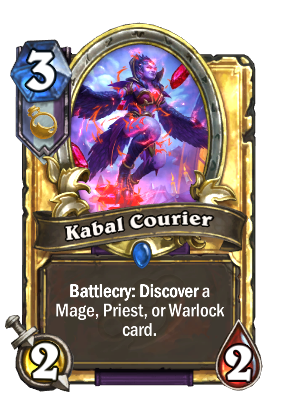 3
Kabal Courier
Battlecry: Discover a
Mage, Priest, or Warlock
card.
2
2